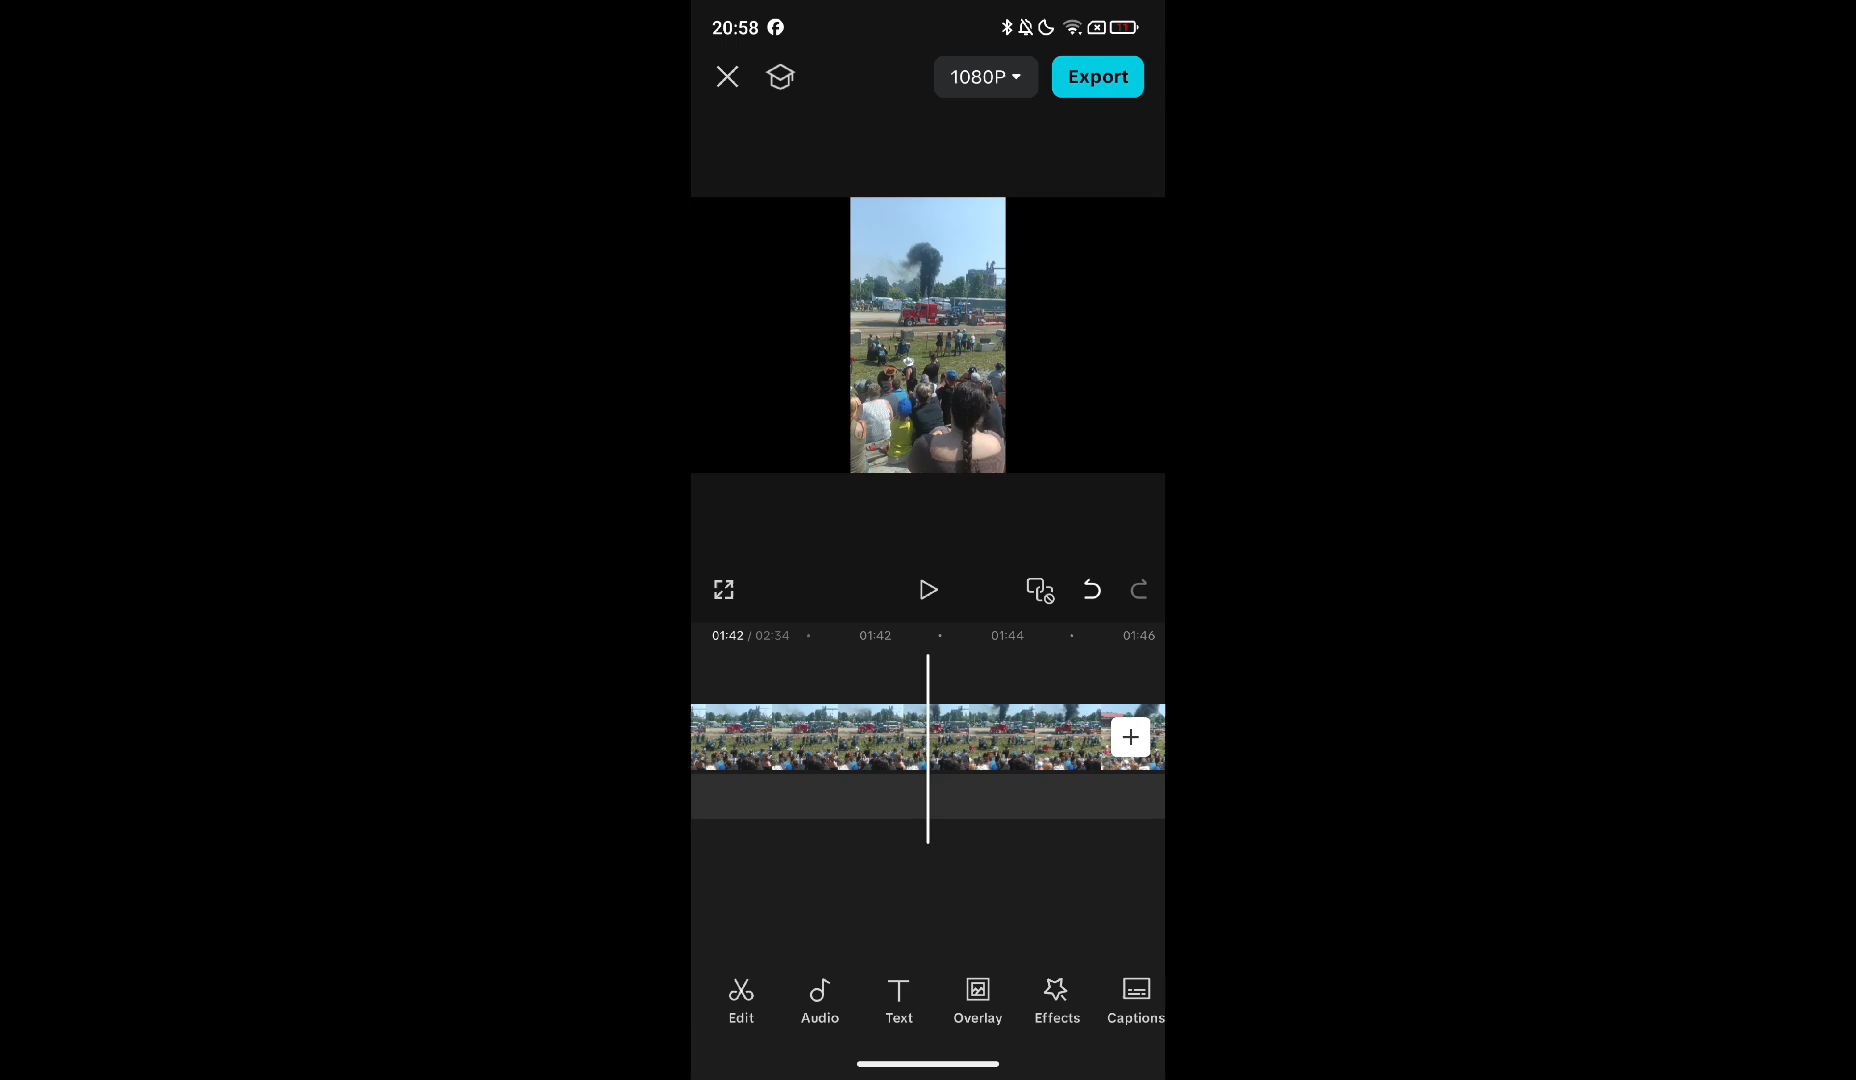 20:58
1080P
Export
01:42 / 02:34
01:42
01:44
01:46
Edit
Audio
Text
Overlay
Effects
Captions